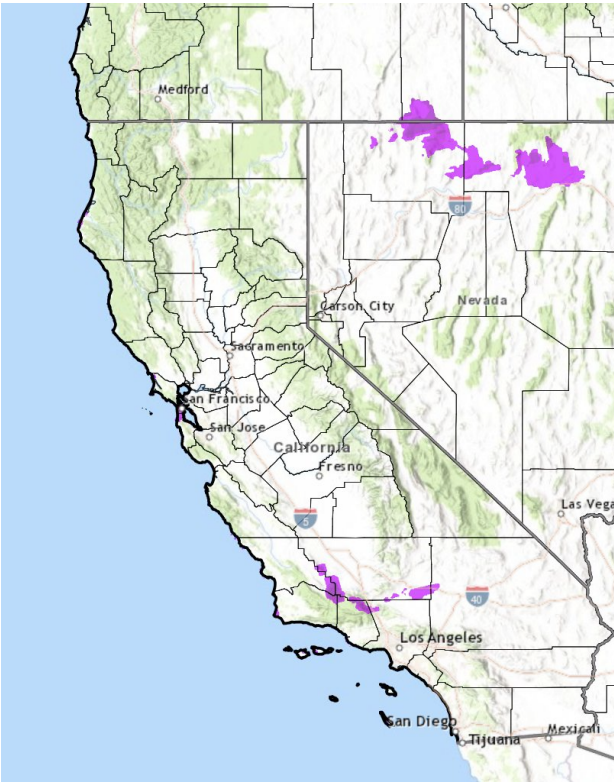 Medford
80
Carson City
Nevada
Sacramento
San Francisco
San Jose
California
Fresno
Las Vega
5
40
Los Angeles
San Diego
Tijuana
Mexicali